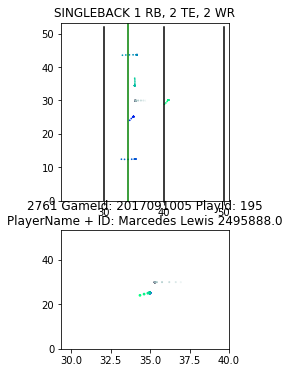 SINGLEBACK 1 RB, 2 TE, 2 WR
50
40
30
20
10
0
30 40 50
2761 GameId: 2017091005 PlayId: 195
PlayerName + ID: Marcedes Lewis 2495888.0
40
20
0
30.0 32.5 35.0 37.5 40.0